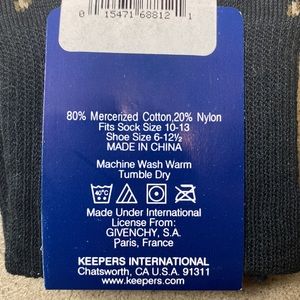 0 15471 68812 1
80% Mercerized Cotton,20% Nylon
Fits Sock Size 10-13
Shoe Size 6-12½
MADE IN CHINA
Machine Wash Warm
Tumble Dry
40°C
Made Under International
License From:
GIVENCHY, S.A.
Paris, France
KEEPERS INTERNATIONAL
Chatsworth, CA U.S.A. 91311
www.keepers.com